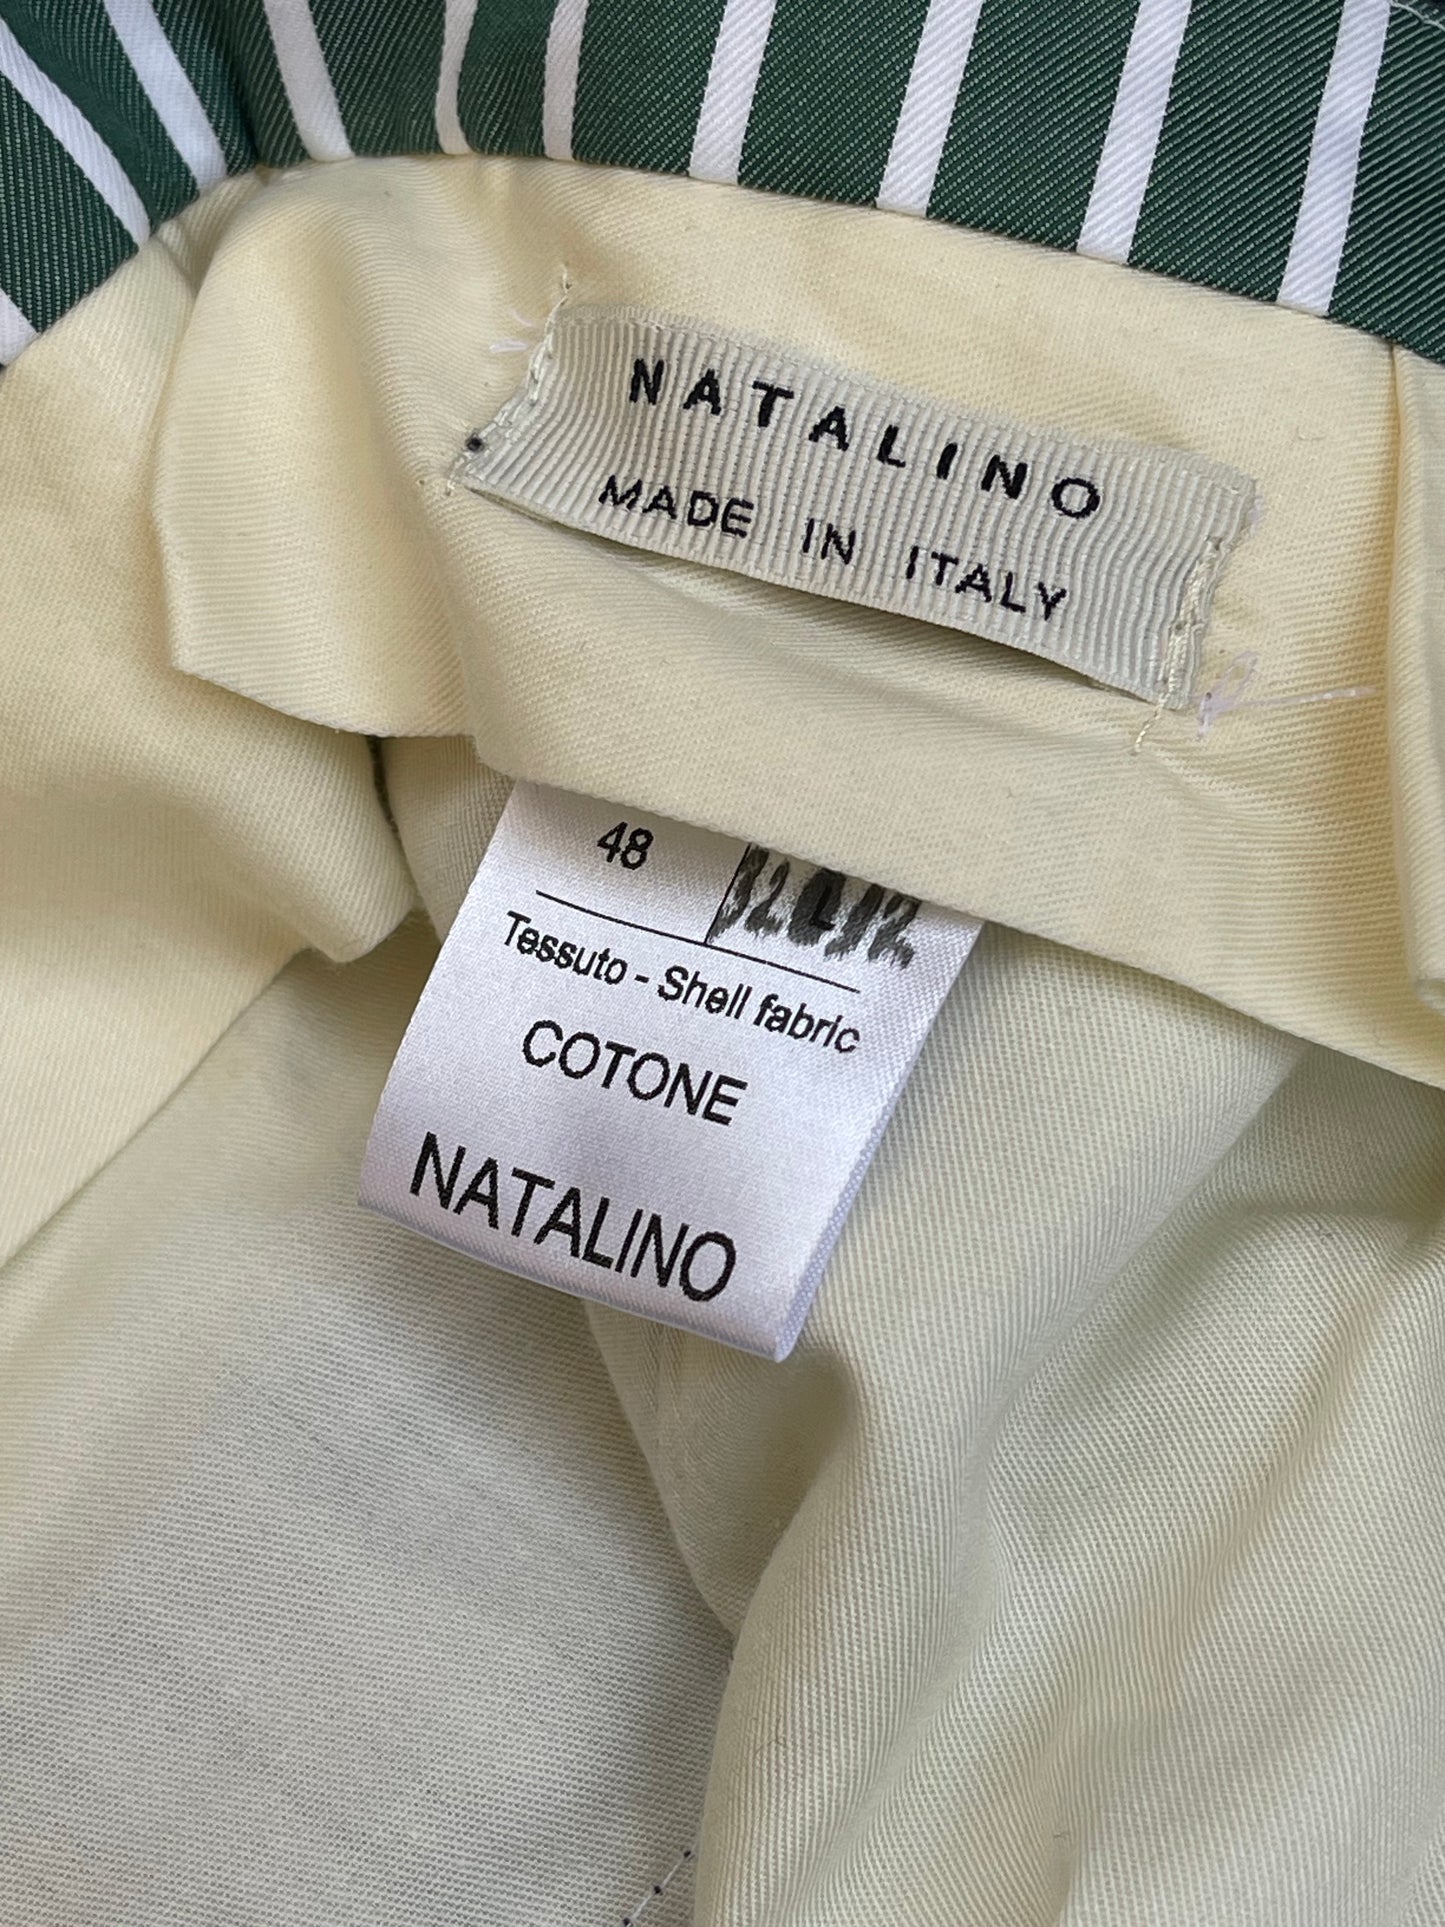 NATALINO
MADE IN ITALY
48
Tessuto - Shell fabric
COTONE
NATALINO